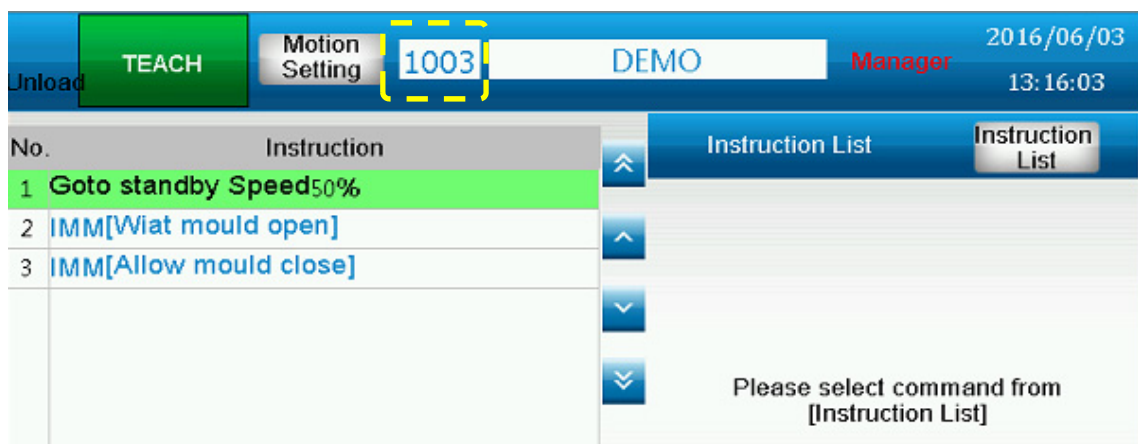 Unload
TEACH
Motion
Setting
1003
DEMO
Manager
2016/06/03
13:16:03
No. Instruction
1 Goto standby Speed50%
2 IMM[Wiat mould open]
3 IMM[Allow mould close]
Instruction List
Instruction
List
Please select command from
[Instruction List]